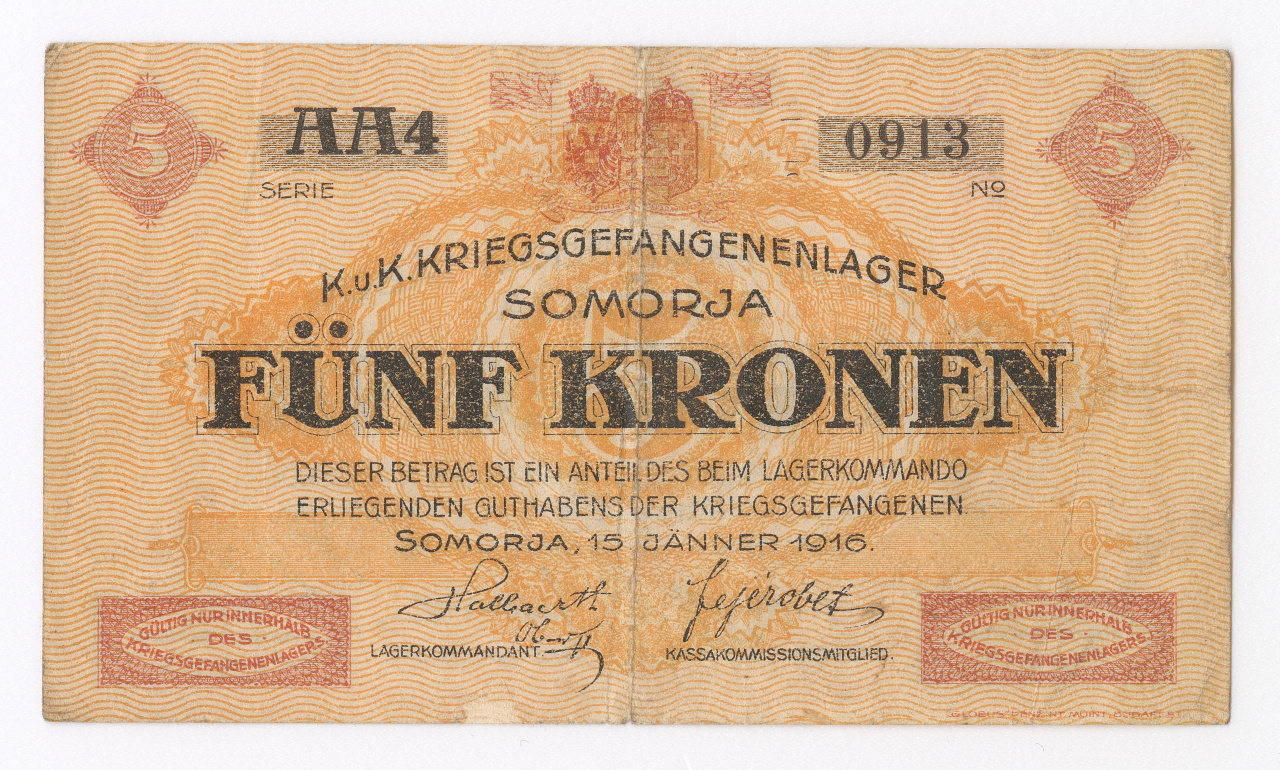 5
AA4
0913
5
SERIE
No
K.u.K. KRIEGSGEFANGENENLAGER
SOMORJA
FÜNF KRONEN
DIESER BETRAG IST EIN ANTEIL DES BEIM LAGERKOMMANDO
ERLIEGENDEN GUTHABENS DER KRIEGSGEFANGENEN.
SOMORJA, 15. JÄNNER 1916.
LAGERKOMMANDANT.
KASSAKOMMISSIONSMITGLIED.
GÜLTIG NUR INNERHALB
DES
KRIEGSGEFANGENENLAGERS
GÜLTIG NUR INNERHALB
DES
KRIEGSGEFANGENENLAGERS
BUDAPEST